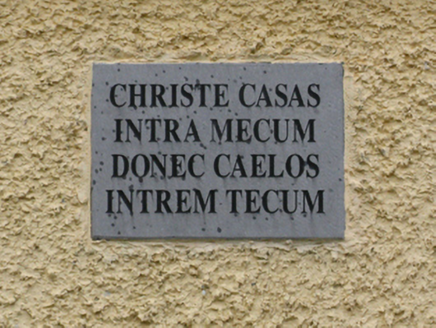 CHRISTE CASAS
INTRA MECUM
DONEC CAELOS
INTREM TECUM